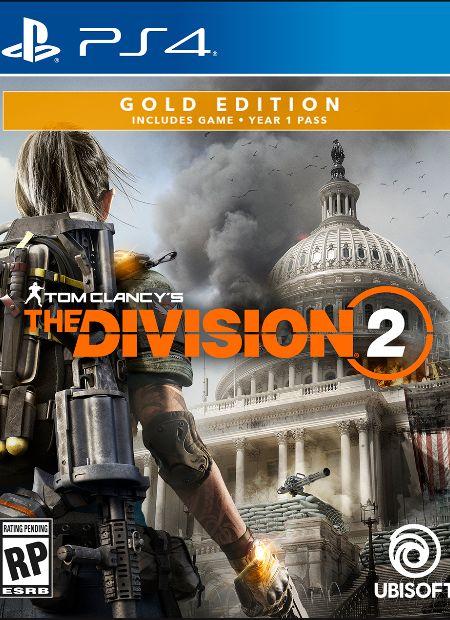 PS4
GOLD EDITION
INCLUDES GAME • YEAR 1 PASS
TOM CLANCY'S
THE DIVISION 2
RATING PENDING
RP
ESRB
UBISOFT